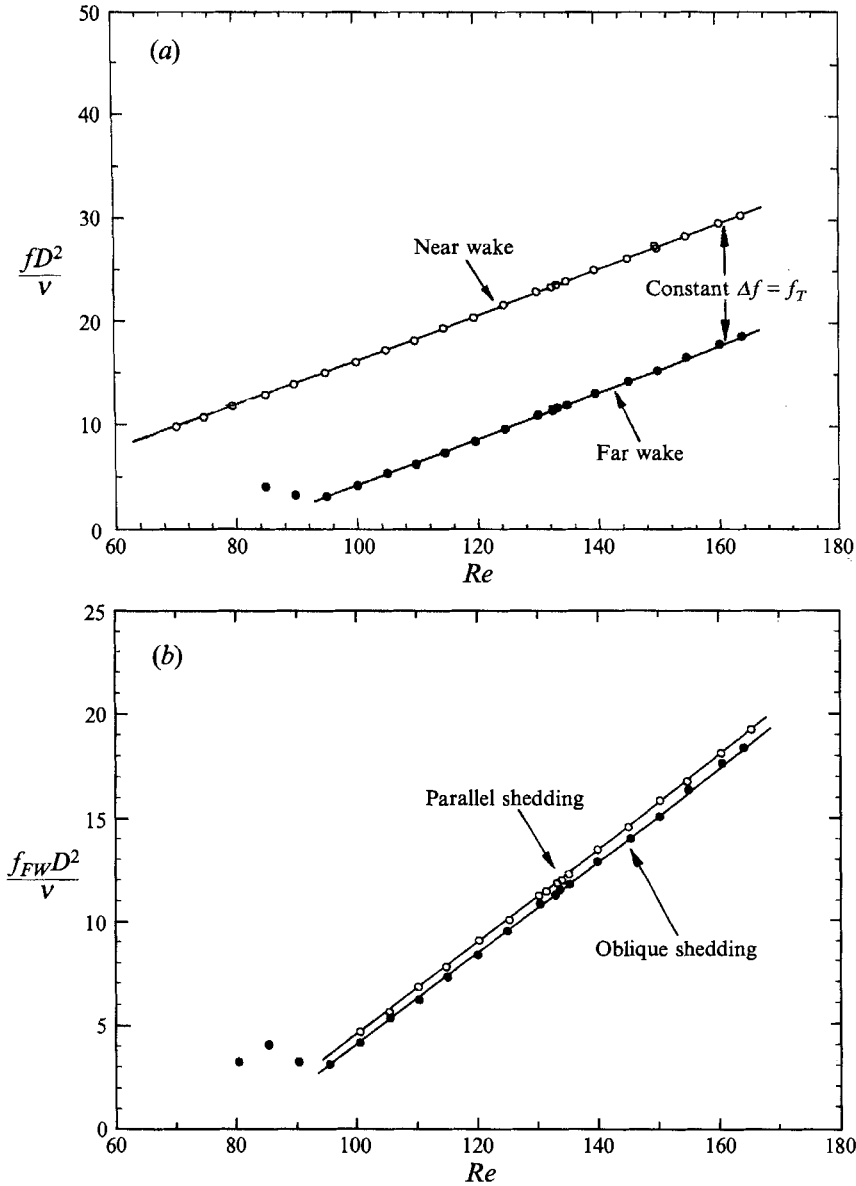 (a)
50
40
30
20
10
0
fD²
ν
Near wake
Constant Δf = f_T
Far wake
60 80 100 120 140 160 180
Re
(b)
25
20
15
10
5
0
f_FW D²
ν
Parallel shedding
Oblique shedding
60 80 100 120 140 160 180
Re